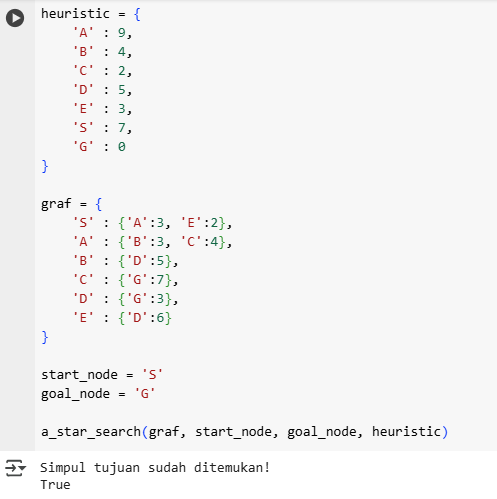 heuristic = {
    'A' : 9,
    'B' : 4,
    'C' : 2,
    'D' : 5,
    'E' : 3,
    'S' : 7,
    'G' : 0
}

graf = {
    'S' : {'A':3, 'E':2},
    'A' : {'B':3, 'C':4},
    'B' : {'D':5},
    'C' : {'G':7},
    'D' : {'G':3},
    'E' : {'D':6}
}

start_node = 'S'
goal_node = 'G'

a_star_search(graf, start_node, goal_node, heuristic)
Simpul tujuan sudah ditemukan!
True